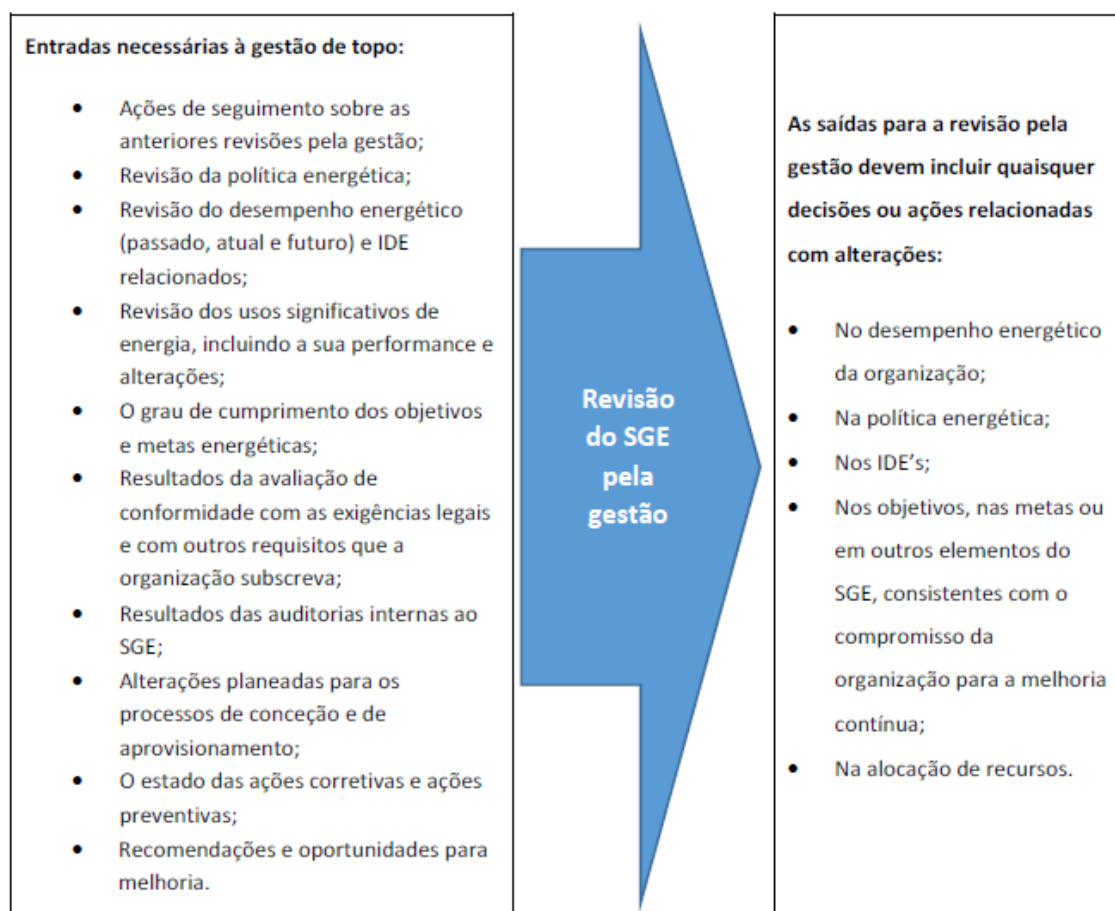 Entradas necessárias à gestão de topo:
• Ações de seguimento sobre as
anteriores revisões pela gestão;
• Revisão da política energética;
• Revisão do desempenho energético
(passado, atual e futuro) e IDE
relacionados;
• Revisão dos usos significativos de
energia, incluindo a sua performance e
alterações;
• O grau de cumprimento dos objetivos
e metas energéticas;
• Resultados da avaliação de
conformidade com as exigências legais
e com outros requisitos que a
organização subscreva;
• Resultados das auditorias internas ao
SGE;
• Alterações planeadas para os
processos de conceção e de
aprovisionamento;
• O estado das ações corretivas e ações
preventivas;
• Recomendações e oportunidades para
melhoria.
Revisão
do SGE
pela
gestão
As saídas para a revisão pela
gestão devem incluir quaisquer
decisões ou ações relacionadas
com alterações:
• No desempenho energético
da organização;
• Na política energética;
• Nos IDE's;
• Nos objetivos, nas metas ou
em outros elementos do
SGE, consistentes com o
compromisso da
organização para a melhoria
contínua;
• Na alocação de recursos.